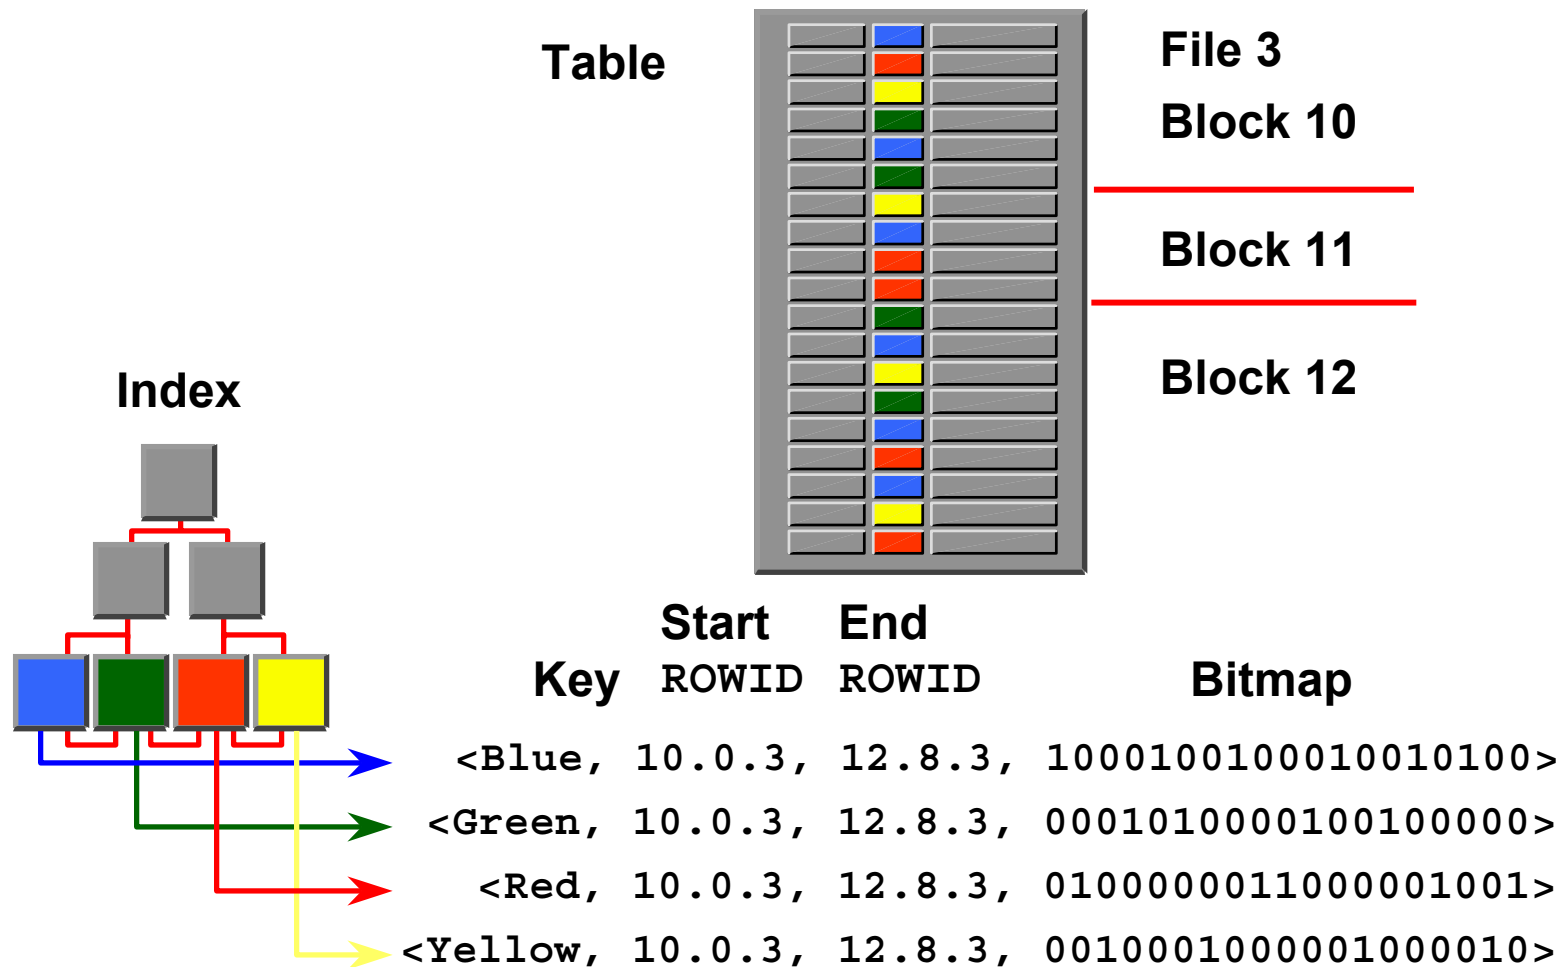 Table
File 3
Block 10
Block 11
Block 12
Index
Start End
Key ROWID ROWID Bitmap
<Blue, 10.0.3, 12.8.3, 1000100100010010100>
<Green, 10.0.3, 12.8.3, 0001010000100100000>
<Red, 10.0.3, 12.8.3, 0100000011000001001>
<Yellow, 10.0.3, 12.8.3, 0010001000001000010>